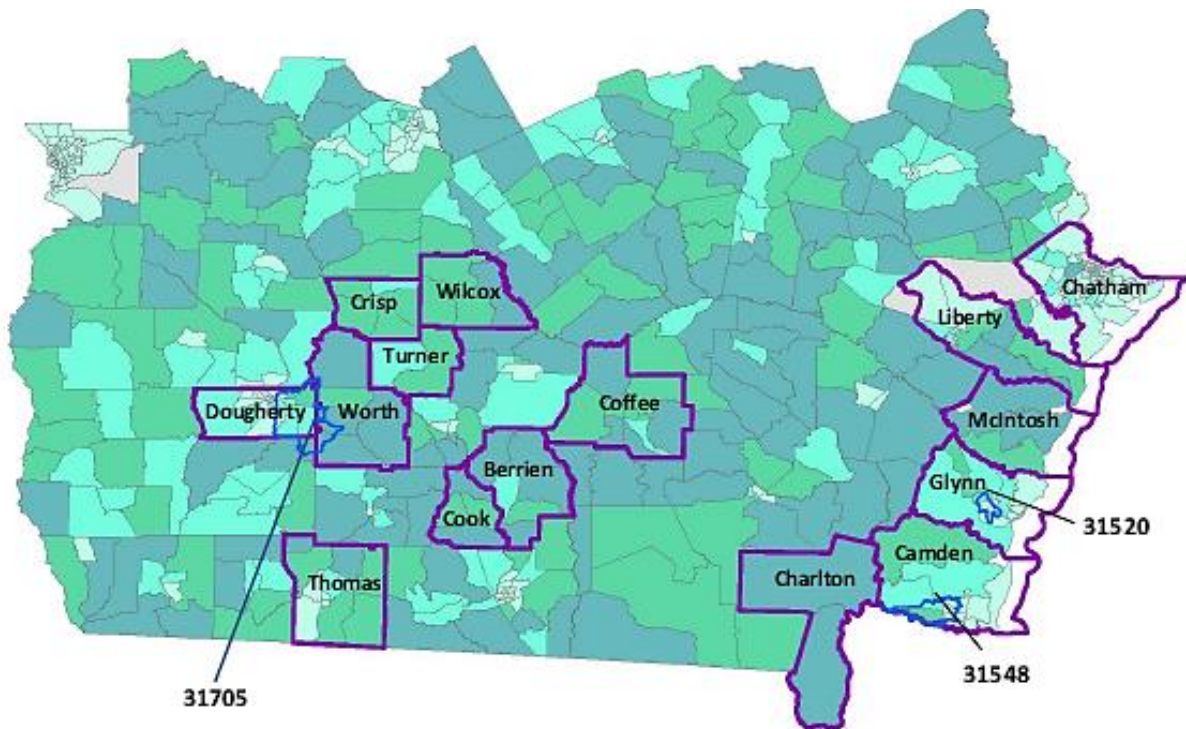 Wilcox
Crisp
Chatham
Liberty
Turner
Dougherty
Worth
Coffee
McIntosh
Berrien
Glynn
Cook
31520
Camden
Charlton
Thomas
31548
31705